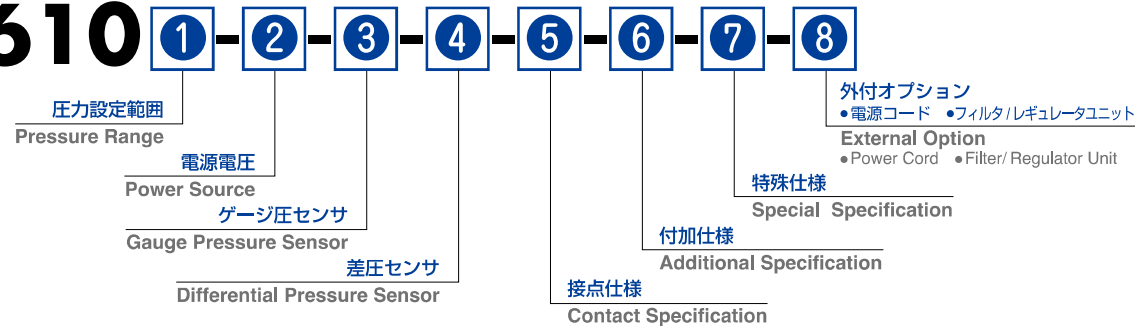 610 1-2-3-4-5-6-7-8
圧力設定範囲
Pressure Range
電源電圧
Power Source
ゲージ圧センサ
Gauge Pressure Sensor
差圧センサ
Differential Pressure Sensor
接点仕様
Contact Specification
付加仕様
Additional Specification
特殊仕様
Special Specification
外付オプション
●電源コード ●フィルタ/レギュレータユニット
External Option
●Power Cord ●Filter/Regulator Unit